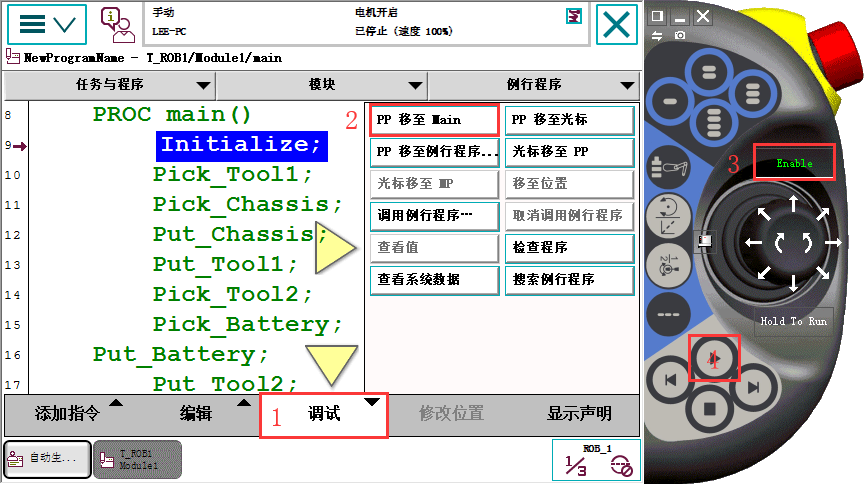 手动
电机开启
LEE-PC
已停止 (速度 100%)
NewProgramName - T_ROB1/Module1/main
任务与程序
模块
例行程序
8 PROC main()
9 Initialize;
10 Pick_Tool1;
11 Pick_Chassis;
12 Put_Chassis;
13 Put_Tool1;
14 Pick_Tool2;
15 Pick_Battery;
16 Put_Battery;
17 Put_Tool2;
2
PP 移至 Main
PP 移至光标
PP 移至例行程序...
光标移至 PP
光标移至 MP
移至位置
调用例行程序…
取消调用例行程序
查看值
检查程序
查看系统数据
搜索例行程序
添加指令
编辑
1
调试
修改位置
显示声明
自动生...
T_ROB1
Module1
ROB_1
1/3
3
Enable
Hold To Run
4